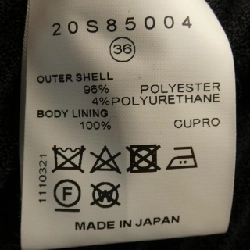 20S85004
36
OUTER SHELL
96% POLYESTER
4% POLYURETHANE
BODY LINING
100% CUPRO
F W
1110321
MADE IN JAPAN